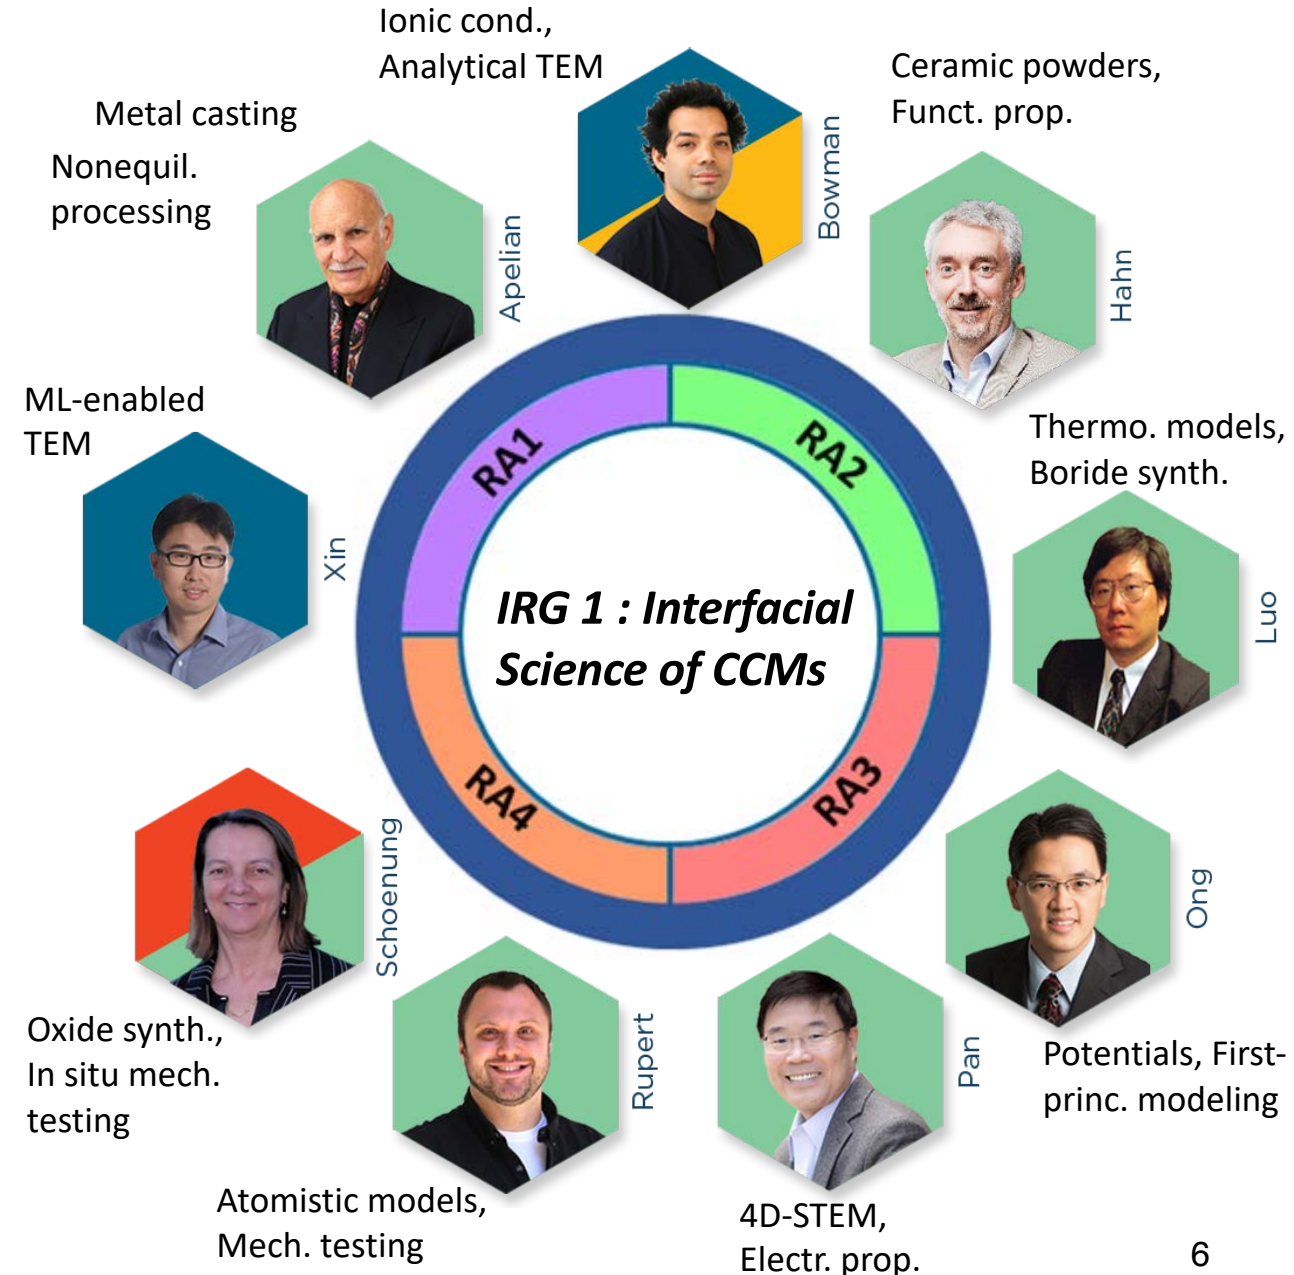 Ionic cond.,
Analytical TEM
Bowman
Ceramic powders,
Funct. prop.
Hahn
Metal casting
Nonequil.
processing
Apelian
ML-enabled
TEM
Xin
Thermo. models,
Boride synth.
Luo
RA1
RA2
IRG 1 : Interfacial
Science of CCMs
RA4
RA3
Schoenung
Oxide synth.,
In situ mech.
testing
Ong
Potentials, First-
princ. modeling
Rupert
Atomistic models,
Mech. testing
Pan
4D-STEM,
Electr. prop.
6